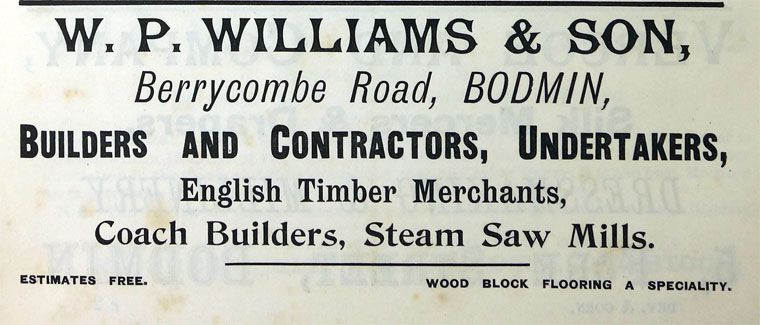 W. P. WILLIAMS & SON,
Berrycombe Road, BODMIN,
BUILDERS AND CONTRACTORS, UNDERTAKERS,
English Timber Merchants,
Coach Builders, Steam Saw Mills.
ESTIMATES FREE. WOOD BLOCK FLOORING A SPECIALITY.